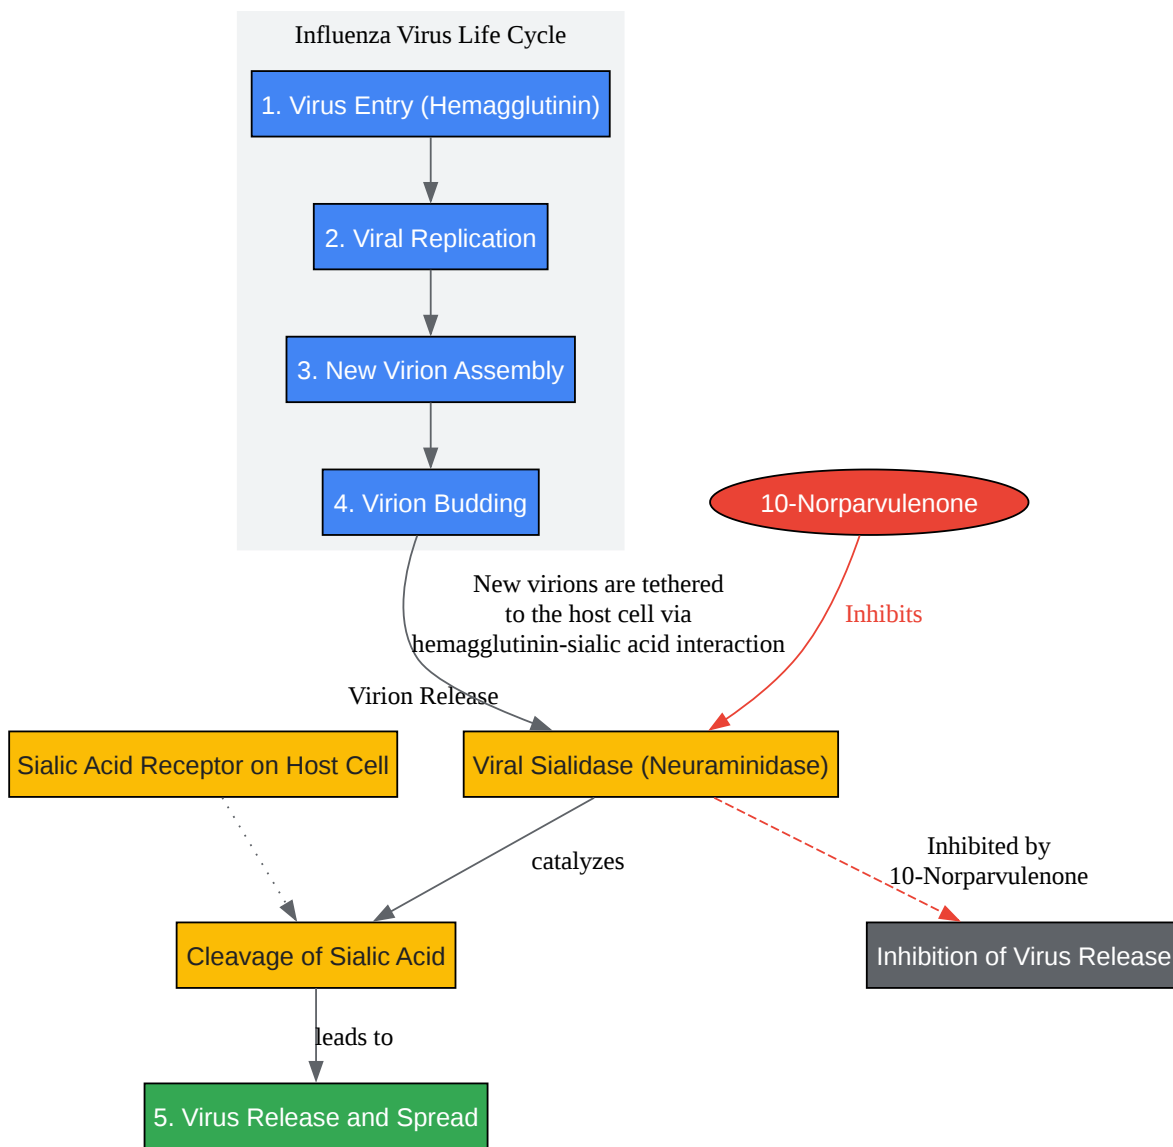 Influenza Virus Life Cycle
1. Virus Entry (Hemagglutinin)
2. Viral Replication
3. New Virion Assembly
4. Virion Budding
10-Norparvulenone
New virions are tethered
to the host cell via
hemagglutinin-sialic acid interaction
Inhibits
Virion Release
Sialic Acid Receptor on Host Cell
Viral Sialidase (Neuraminidase)
catalyzes
Inhibited by
10-Norparvulenone
Cleavage of Sialic Acid
Inhibition of Virus Release
leads to
5. Virus Release and Spread